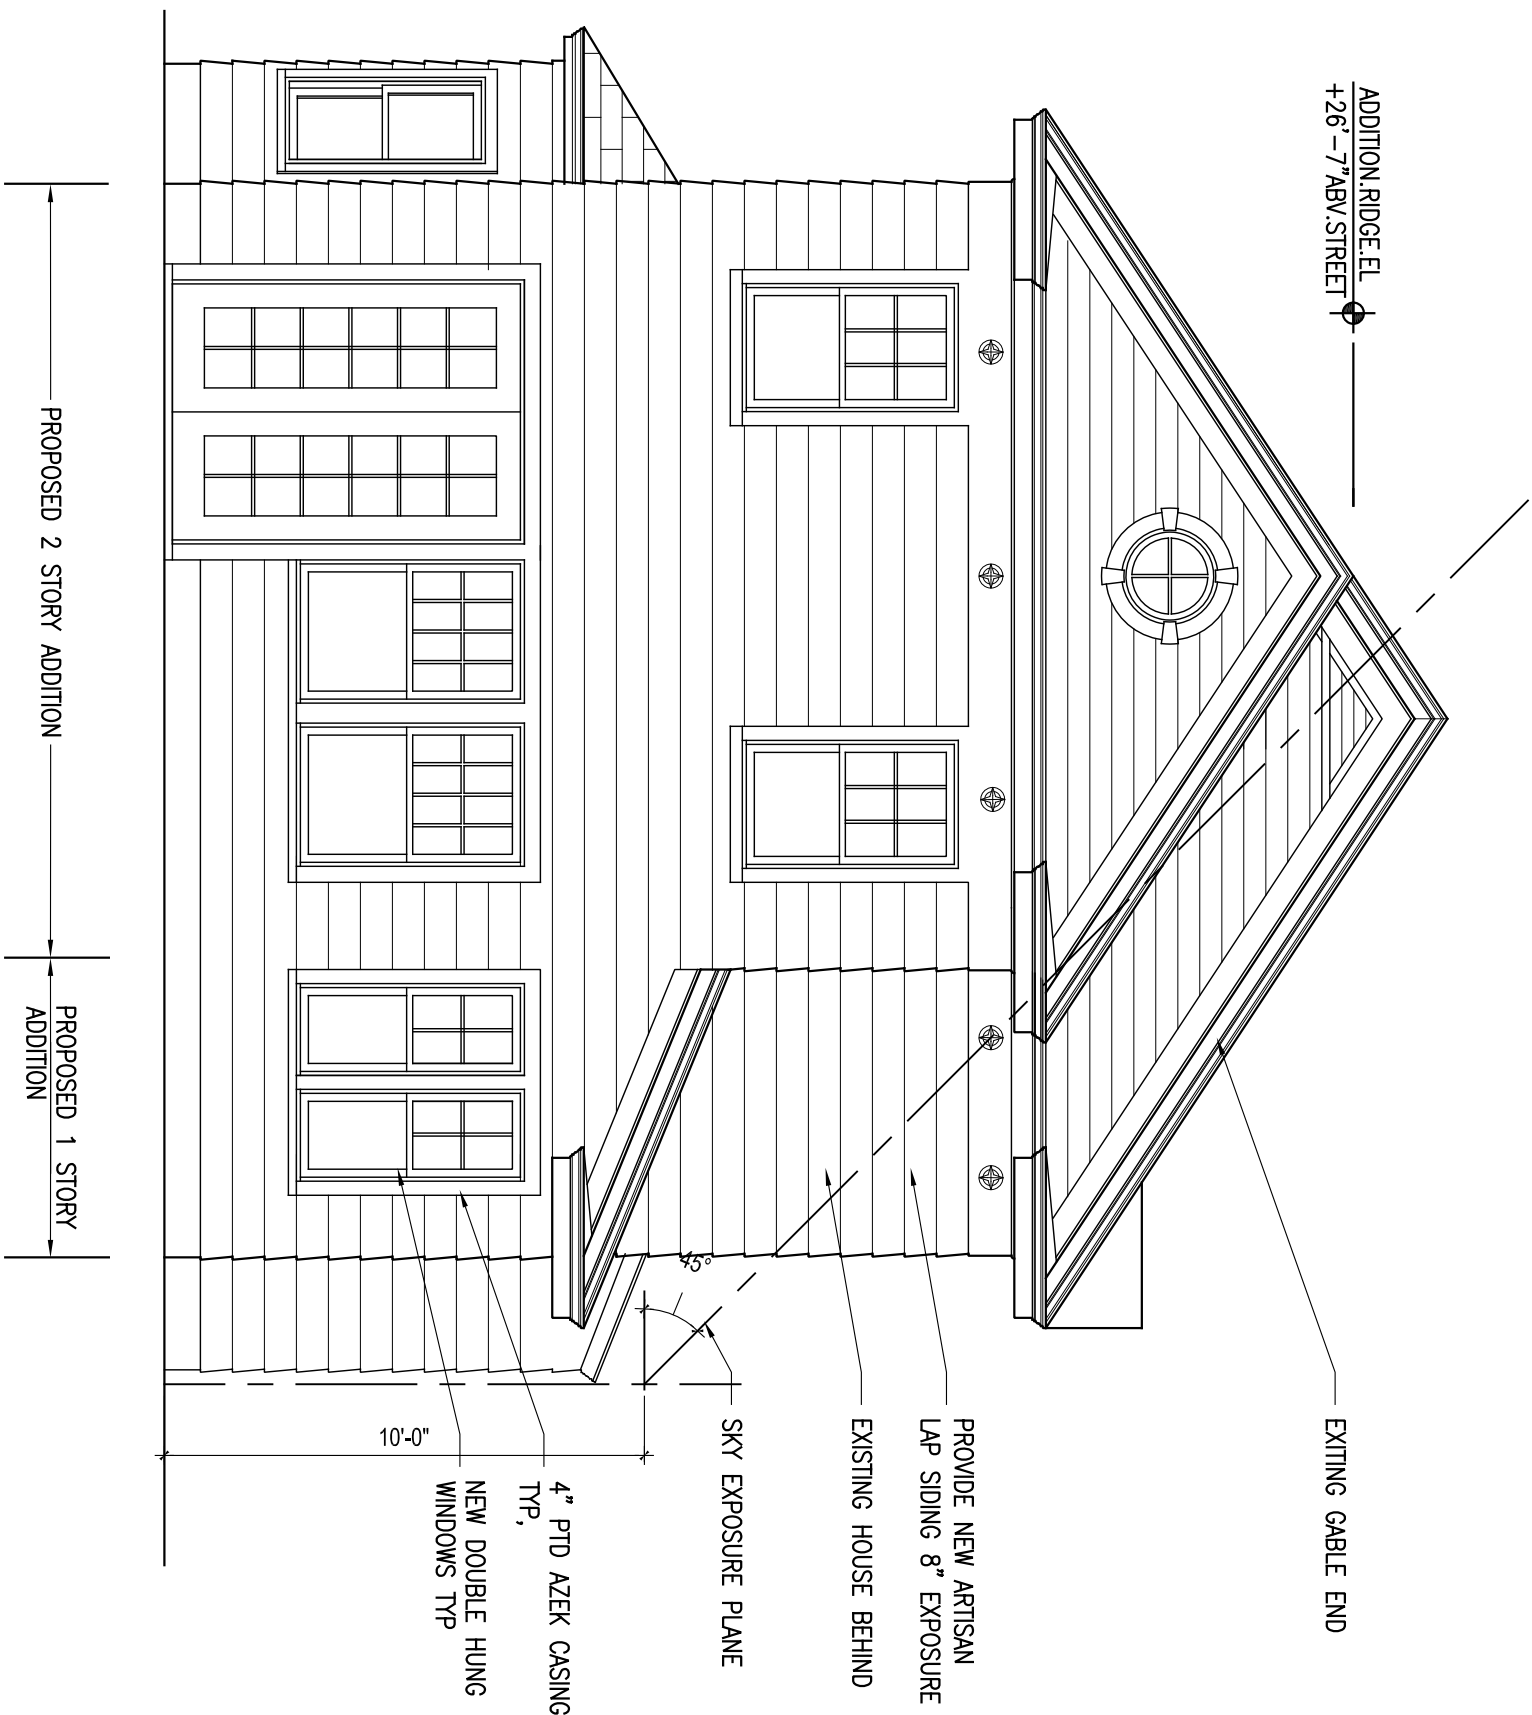 ADDITION.RIDGE.EL
+26'-7"ABV.STREET
EXITING GABLE END
PROVIDE NEW ARTISAN
LAP SIDING 8" EXPOSURE
EXISTING HOUSE BEHIND
SKY EXPOSURE PLANE
45°
10'-0"
4" PTD AZEK CASING
TYP,
NEW DOUBLE HUNG
WINDOWS TYP
PROPOSED 2 STORY ADDITION
PROPOSED 1 STORY
ADDITION